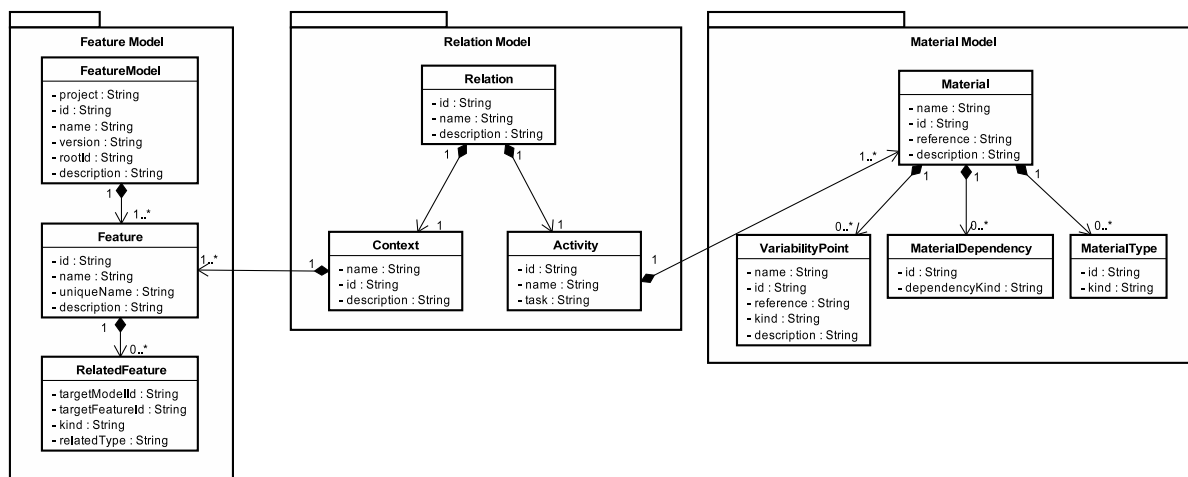 Feature Model
FeatureModel
- project : String
- id : String
- name : String
- version : String
- rootId : String
- description : String
1
1..*
Feature
- id : String
- name : String
- uniqueName : String
- description : String
1
0..*
RelatedFeature
- targetModelId : String
- targetFeatureId : String
- kind : String
- relatedType : String
Relation Model
Relation
- id : String
- name : String
- description : String
1
1
1
1
Context
- name : String
- id : String
- description : String
1..*
1
Activity
- id : String
- name : String
- task : String
1
1..*
Material Model
Material
- name : String
- id : String
- reference : String
- description : String
1
1
1
0..*
0..*
0..*
VariabilityPoint
- name : String
- id : String
- reference : String
- kind : String
- description : String
MaterialDependency
- id : String
- dependencyKind : String
MaterialType
- id : String
- kind : String